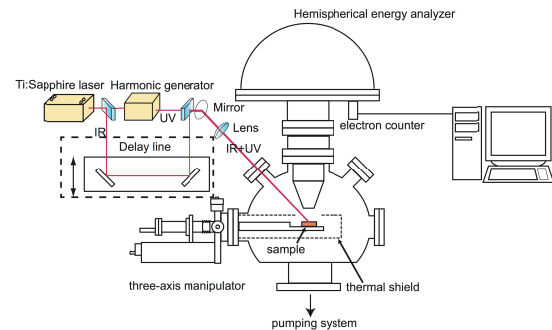 Hemispherical energy analyzer
Ti:Sapphire laser
Harmonic generator
Mirror
UV
IR
Lens
electron counter
Delay line
IR+UV
sample
three-axis manipulator
thermal shield
pumping system